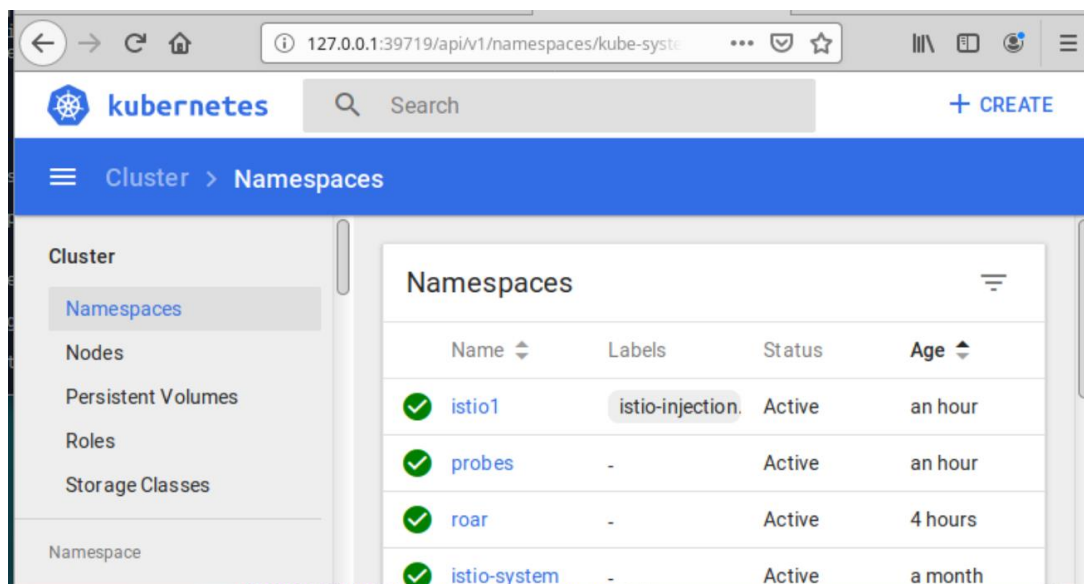 127.0.0.1:39719/api/v1/namespaces/kube-syste
kubernetes
Search
+ CREATE
Cluster > Namespaces
Cluster
Namespaces
Nodes
Persistent Volumes
Roles
Storage Classes
Namespace
Namespaces
Name Labels Status Age
istio1 istio-injection. Active an hour
probes - Active an hour
roar - Active 4 hours
istio-system - Active a month